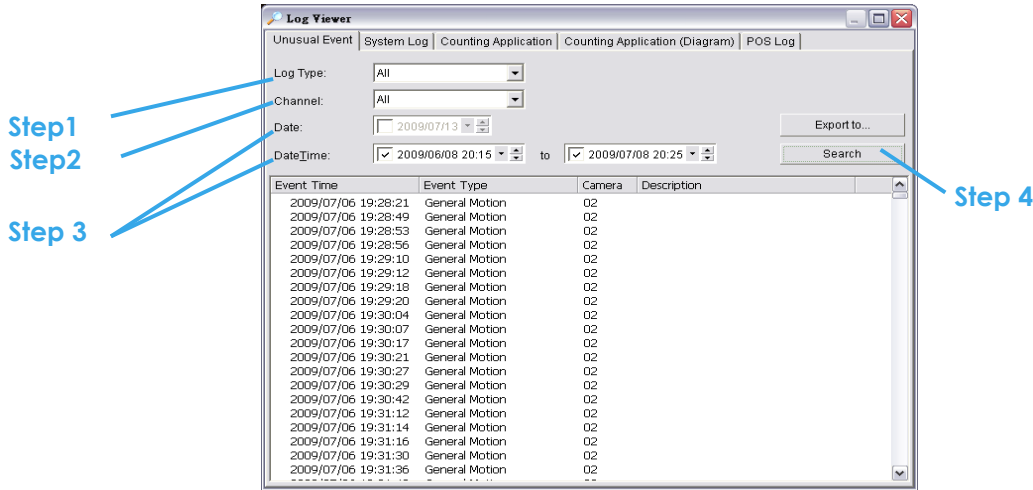 Log Viewer
Unusual Event System Log Counting Application Counting Application (Diagram) POS Log
Log Type: All
Channel: All
Date: 2009/07/13
Export to...
DateTime: 2009/06/08 20:15 to 2009/07/08 20:25
Search
Step1
Step2
Step 3
Step 4
Event Time Event Type Camera Description
2009/07/06 19:28:21 General Motion 02
2009/07/06 19:28:49 General Motion 02
2009/07/06 19:28:53 General Motion 02
2009/07/06 19:28:56 General Motion 02
2009/07/06 19:29:10 General Motion 02
2009/07/06 19:29:12 General Motion 02
2009/07/06 19:29:18 General Motion 02
2009/07/06 19:29:20 General Motion 02
2009/07/06 19:30:04 General Motion 02
2009/07/06 19:30:07 General Motion 02
2009/07/06 19:30:17 General Motion 02
2009/07/06 19:30:21 General Motion 02
2009/07/06 19:30:27 General Motion 02
2009/07/06 19:30:29 General Motion 02
2009/07/06 19:30:42 General Motion 02
2009/07/06 19:31:12 General Motion 02
2009/07/06 19:31:14 General Motion 02
2009/07/06 19:31:16 General Motion 02
2009/07/06 19:31:30 General Motion 02
2009/07/06 19:31:36 General Motion 02